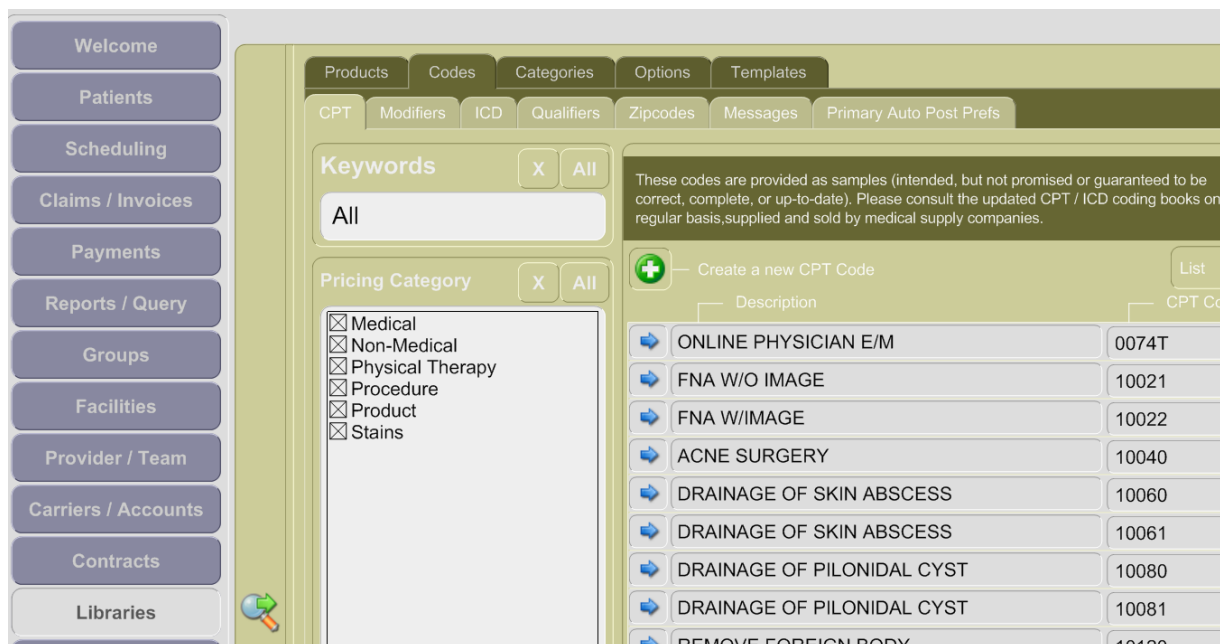 Welcome
Patients
Scheduling
Claims / Invoices
Payments
Reports / Query
Groups
Facilities
Provider / Team
Carriers / Accounts
Contracts
Libraries
Products Codes Categories Options Templates
CPT Modifiers ICD Qualifiers Zipcodes Messages Primary Auto Post Prefs
Keywords X All
All
Pricing Category X All
Medical
Non-Medical
Physical Therapy
Procedure
Product
Stains
These codes are provided as samples (intended, but not promised or guaranteed to be
correct, complete, or up-to-date). Please consult the updated CPT / ICD coding books on
regular basis,supplied and sold by medical supply companies.
Create a new CPT Code List
Description CPT Co
ONLINE PHYSICIAN E/M 0074T
FNA W/O IMAGE 10021
FNA W/IMAGE 10022
ACNE SURGERY 10040
DRAINAGE OF SKIN ABSCESS 10060
DRAINAGE OF SKIN ABSCESS 10061
DRAINAGE OF PILONIDAL CYST 10080
DRAINAGE OF PILONIDAL CYST 10081
REMOVE FOREIGN BODY 10120